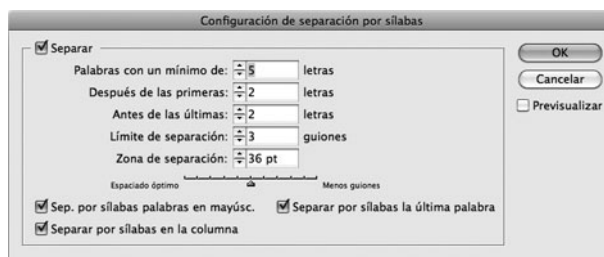 Configuración de separación por sílabas
Separar
Palabras con un mínimo de: 5 letras
Después de las primeras: 2 letras
Antes de las últimas: 2 letras
Límite de separación: 3 guiones
Zona de separación: 36 pt
Espaciado óptimo Menos guiones
Sep. por sílabas palabras en mayúsc. Separar por sílabas la última palabra
Separar por sílabas en la columna
OK
Cancelar
Previsualizar